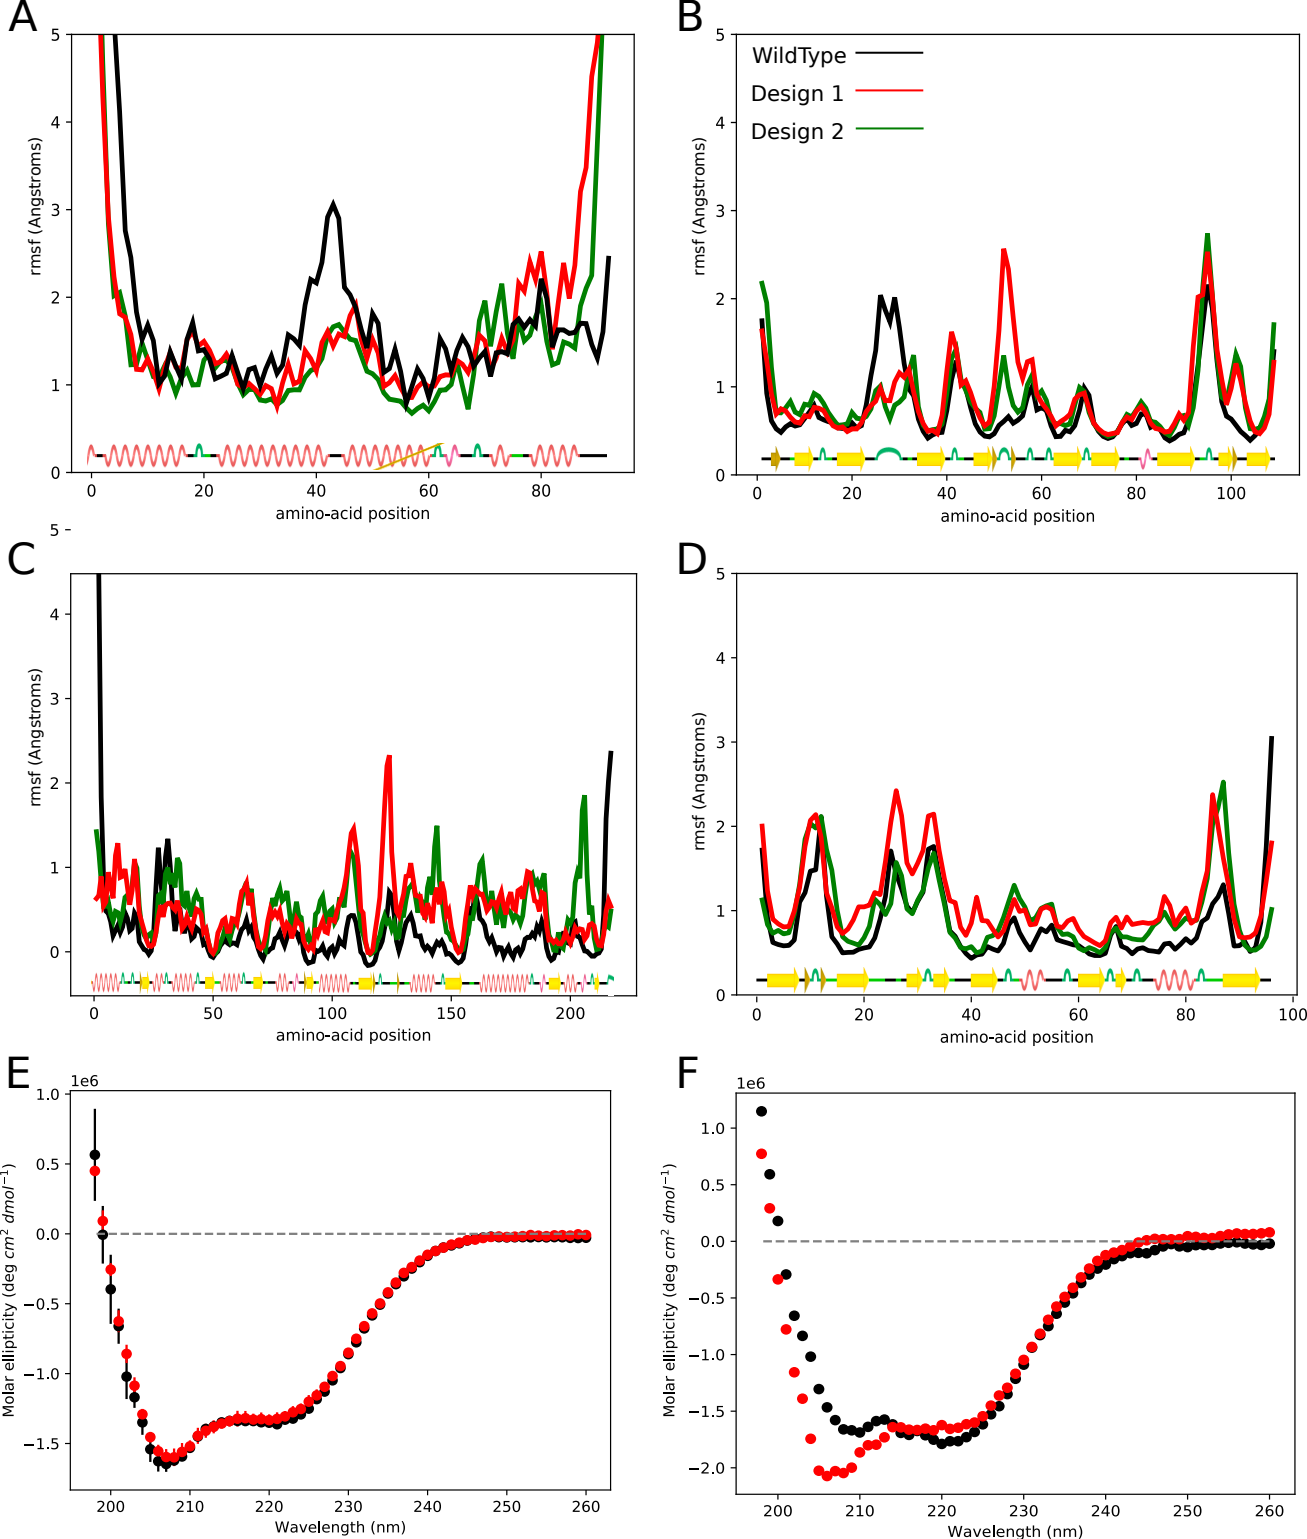 A
5
4
3
2
1
0
rmsf (Angstroms)
0 20 40 60 80
amino-acid position
B
WildType
Design 1
Design 2
5
4
3
2
1
0
rmsf (Angstroms)
0 20 40 60 80 100
amino-acid position
C
5
4
3
2
1
0
rmsf (Angstroms)
0 50 100 150 200
amino-acid position
D
5
4
3
2
1
0
rmsf (Angstroms)
0 20 40 60 80 100
amino-acid position
E
1e6
1.0
0.5
0.0
−0.5
−1.0
−1.5
Molar ellipticity (deg cm² dmol⁻¹)
200 210 220 230 240 250 260
Wavelength (nm)
F
1e6
1.0
0.5
0.0
−0.5
−1.0
−1.5
−2.0
Molar ellipticity (deg cm² dmol⁻¹)
200 210 220 230 240 250 260
Wavelength (nm)